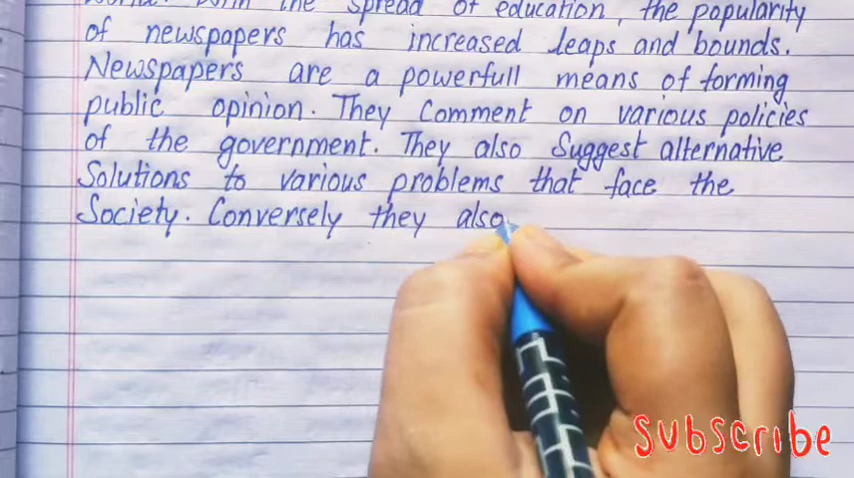 World. With the spread of education, the popularity
of newspapers has increased leaps and bounds.
Newspapers are a powerfull means of forming
public opinion. They Comment on various policies
of the government. They also Suggest alternative
Solutions to various problems that face the
Society. Conversely they also
Subscribe